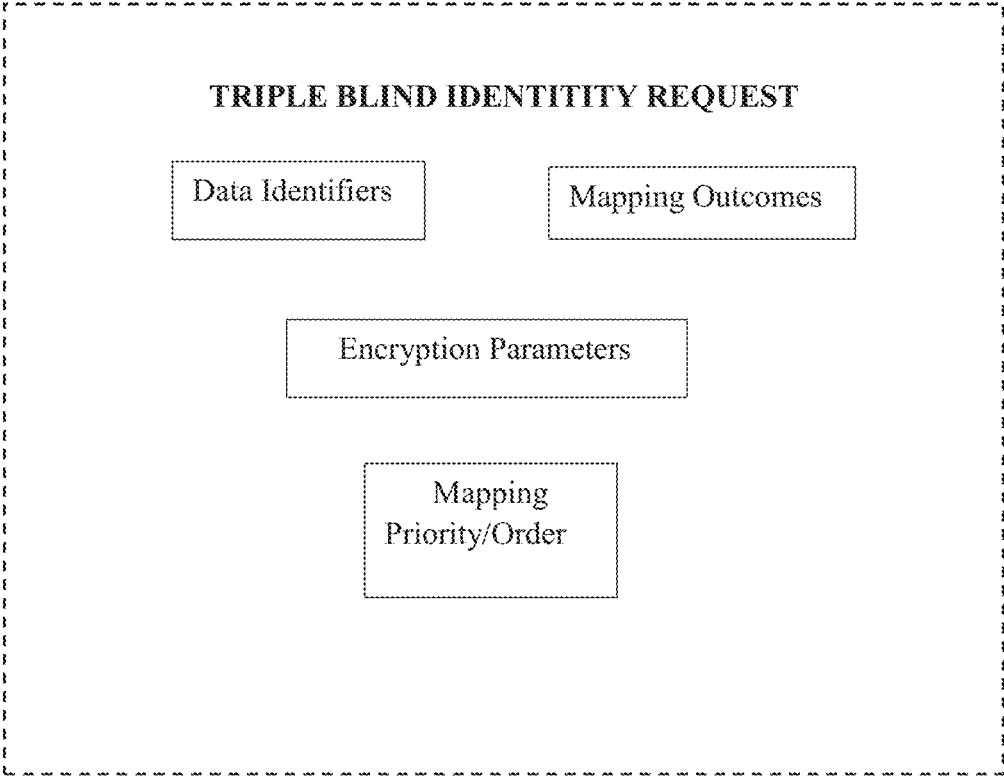 TRIPLE BLIND IDENTITITY REQUEST
Data Identifiers
Mapping Outcomes
Encryption Parameters
Mapping
Priority/Order